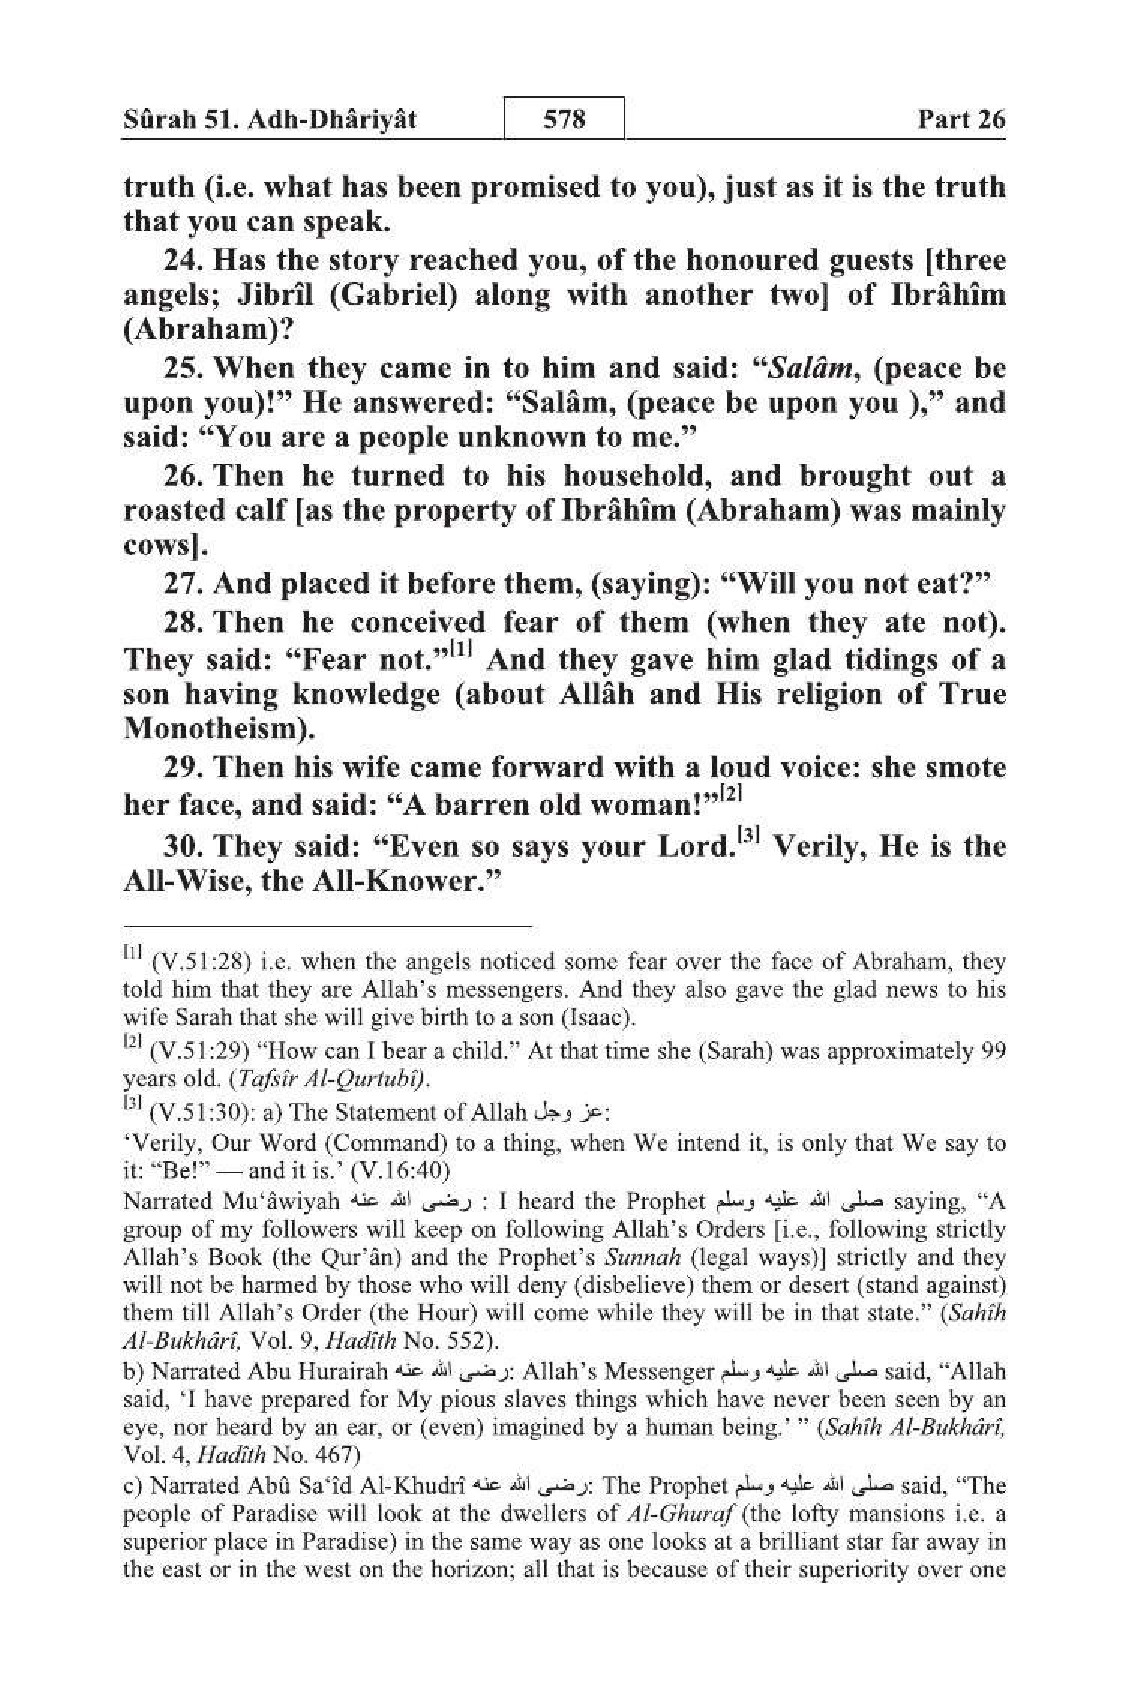 Sûrah 51. Adh-Dhâriyât 578 Part 26
truth (i.e. what has been promised to you), just as it is the truth
that you can speak.
24. Has the story reached you, of the honoured guests [three
angels; Jibrîl (Gabriel) along with another two] of Ibrâhîm
(Abraham)?
25. When they came in to him and said: “Salâm, (peace be
upon you)!” He answered: “Salâm, (peace be upon you ),” and
said: “You are a people unknown to me.”
26. Then he turned to his household, and brought out a
roasted calf [as the property of Ibrâhîm (Abraham) was mainly
cows].
27. And placed it before them, (saying): “Will you not eat?”
28. Then he conceived fear of them (when they ate not).
They said: “Fear not.”[1] And they gave him glad tidings of a
son having knowledge (about Allâh and His religion of True
Monotheism).
29. Then his wife came forward with a loud voice: she smote
her face, and said: “A barren old woman!”[2]
30. They said: “Even so says your Lord.[3] Verily, He is the
All-Wise, the All-Knower.”
[1] (V.51:28) i.e. when the angels noticed some fear over the face of Abraham, they
told him that they are Allah’s messengers. And they also gave the glad news to his
wife Sarah that she will give birth to a son (Isaac).
[2] (V.51:29) “How can I bear a child.” At that time she (Sarah) was approximately 99
years old. (Tafsîr Al-Qurtubî).
[3] (V.51:30): a) The Statement of Allah عز وجل:
‘Verily, Our Word (Command) to a thing, when We intend it, is only that We say to
it: “Be!” — and it is.’ (V.16:40)
Narrated Mu‘âwiyah رضى الله عنه : I heard the Prophet صلى الله عليه وسلم saying, “A
group of my followers will keep on following Allah’s Orders [i.e., following strictly
Allah’s Book (the Qur’ân) and the Prophet’s Sunnah (legal ways)] strictly and they
will not be harmed by those who will deny (disbelieve) them or desert (stand against)
them till Allah’s Order (the Hour) will come while they will be in that state.” (Sahîh
Al-Bukhârî, Vol. 9, Hadîth No. 552).
b) Narrated Abu Hurairah رضى الله عنه: Allah’s Messenger صلى الله عليه وسلم said, “Allah
said, ‘I have prepared for My pious slaves things which have never been seen by an
eye, nor heard by an ear, or (even) imagined by a human being.’ ” (Sahîh Al-Bukhârî,
Vol. 4, Hadîth No. 467)
c) Narrated Abû Sa‘îd Al-Khudrî رضى الله عنه: The Prophet صلى الله عليه وسلم said, “The
people of Paradise will look at the dwellers of Al-Ghuraf (the lofty mansions i.e. a
superior place in Paradise) in the same way as one looks at a brilliant star far away in
the east or in the west on the horizon; all that is because of their superiority over one